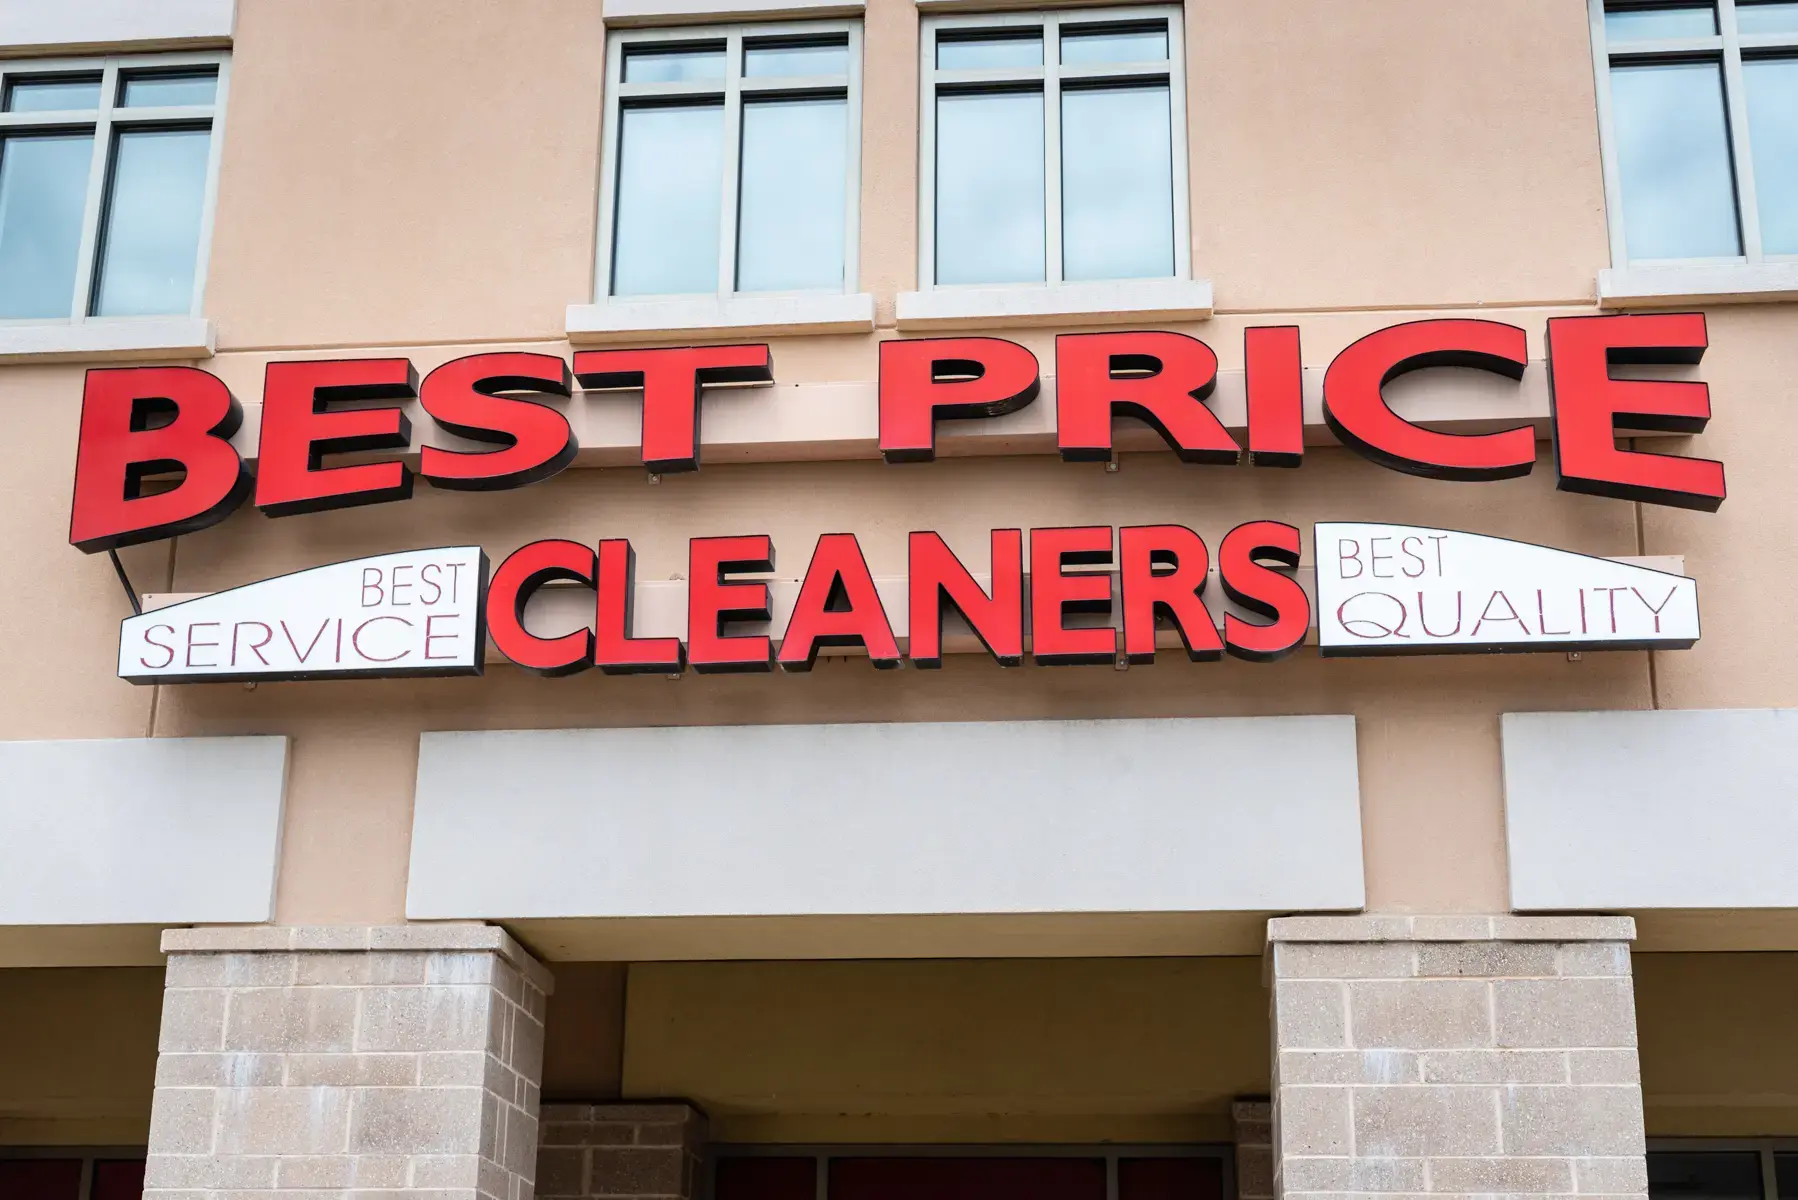 BEST PRICE
CLEANERS
BEST
SERVICE
BEST
QUALITY